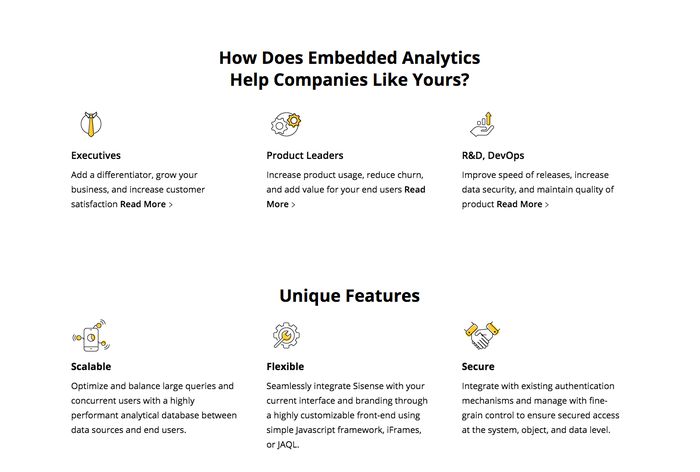 How Does Embedded Analytics
Help Companies Like Yours?
Executives
Add a differentiator, grow your
business, and increase customer
satisfaction Read More >
Product Leaders
Increase product usage, reduce churn,
and add value for your end users Read
More >
R&D, DevOps
Improve speed of releases, increase
data security, and maintain quality of
product Read More >
Unique Features
Scalable
Optimize and balance large queries and
concurrent users with a highly
performant analytical database between
data sources and end users.
Flexible
Seamlessly integrate Sisense with your
current interface and branding through
a highly customizable front-end using
simple Javascript framework, iFrames,
or JAQL.
Secure
Integrate with existing authentication
mechanisms and manage with fine-
grain control to ensure secured access
at the system, object, and data level.